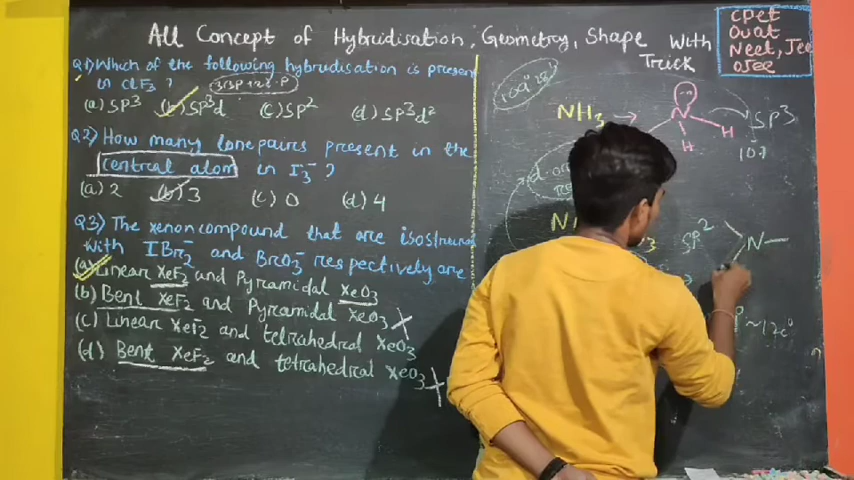 All Concept of Hybridisation, Geometry, Shape With Trick
CPET
OUAT
Neet, Jee
OJee
Q1) Which of the following hybridisation is present
in ClF3 ?
(a) SP3 (b) SP3d (c) SP2 (d) SP3d2
Q2) How many lone pairs present in the
central atom in I3- ?
(a) 2 (b) 3 (c) 0 (d) 4
Q3) The xenon compound that are isostructural
with IBr2- and BrO3- respectively are
(a) Linear XeF2 and Pyramidal XeO3
(b) Bent XeF2 and Pyramidal XeO3
(c) Linear XeF2 and tetrahedral XeO3
(d) Bent XeF2 and tetrahedral XeO3
NH3 → N H H SP3
107
SP2 N
~120°